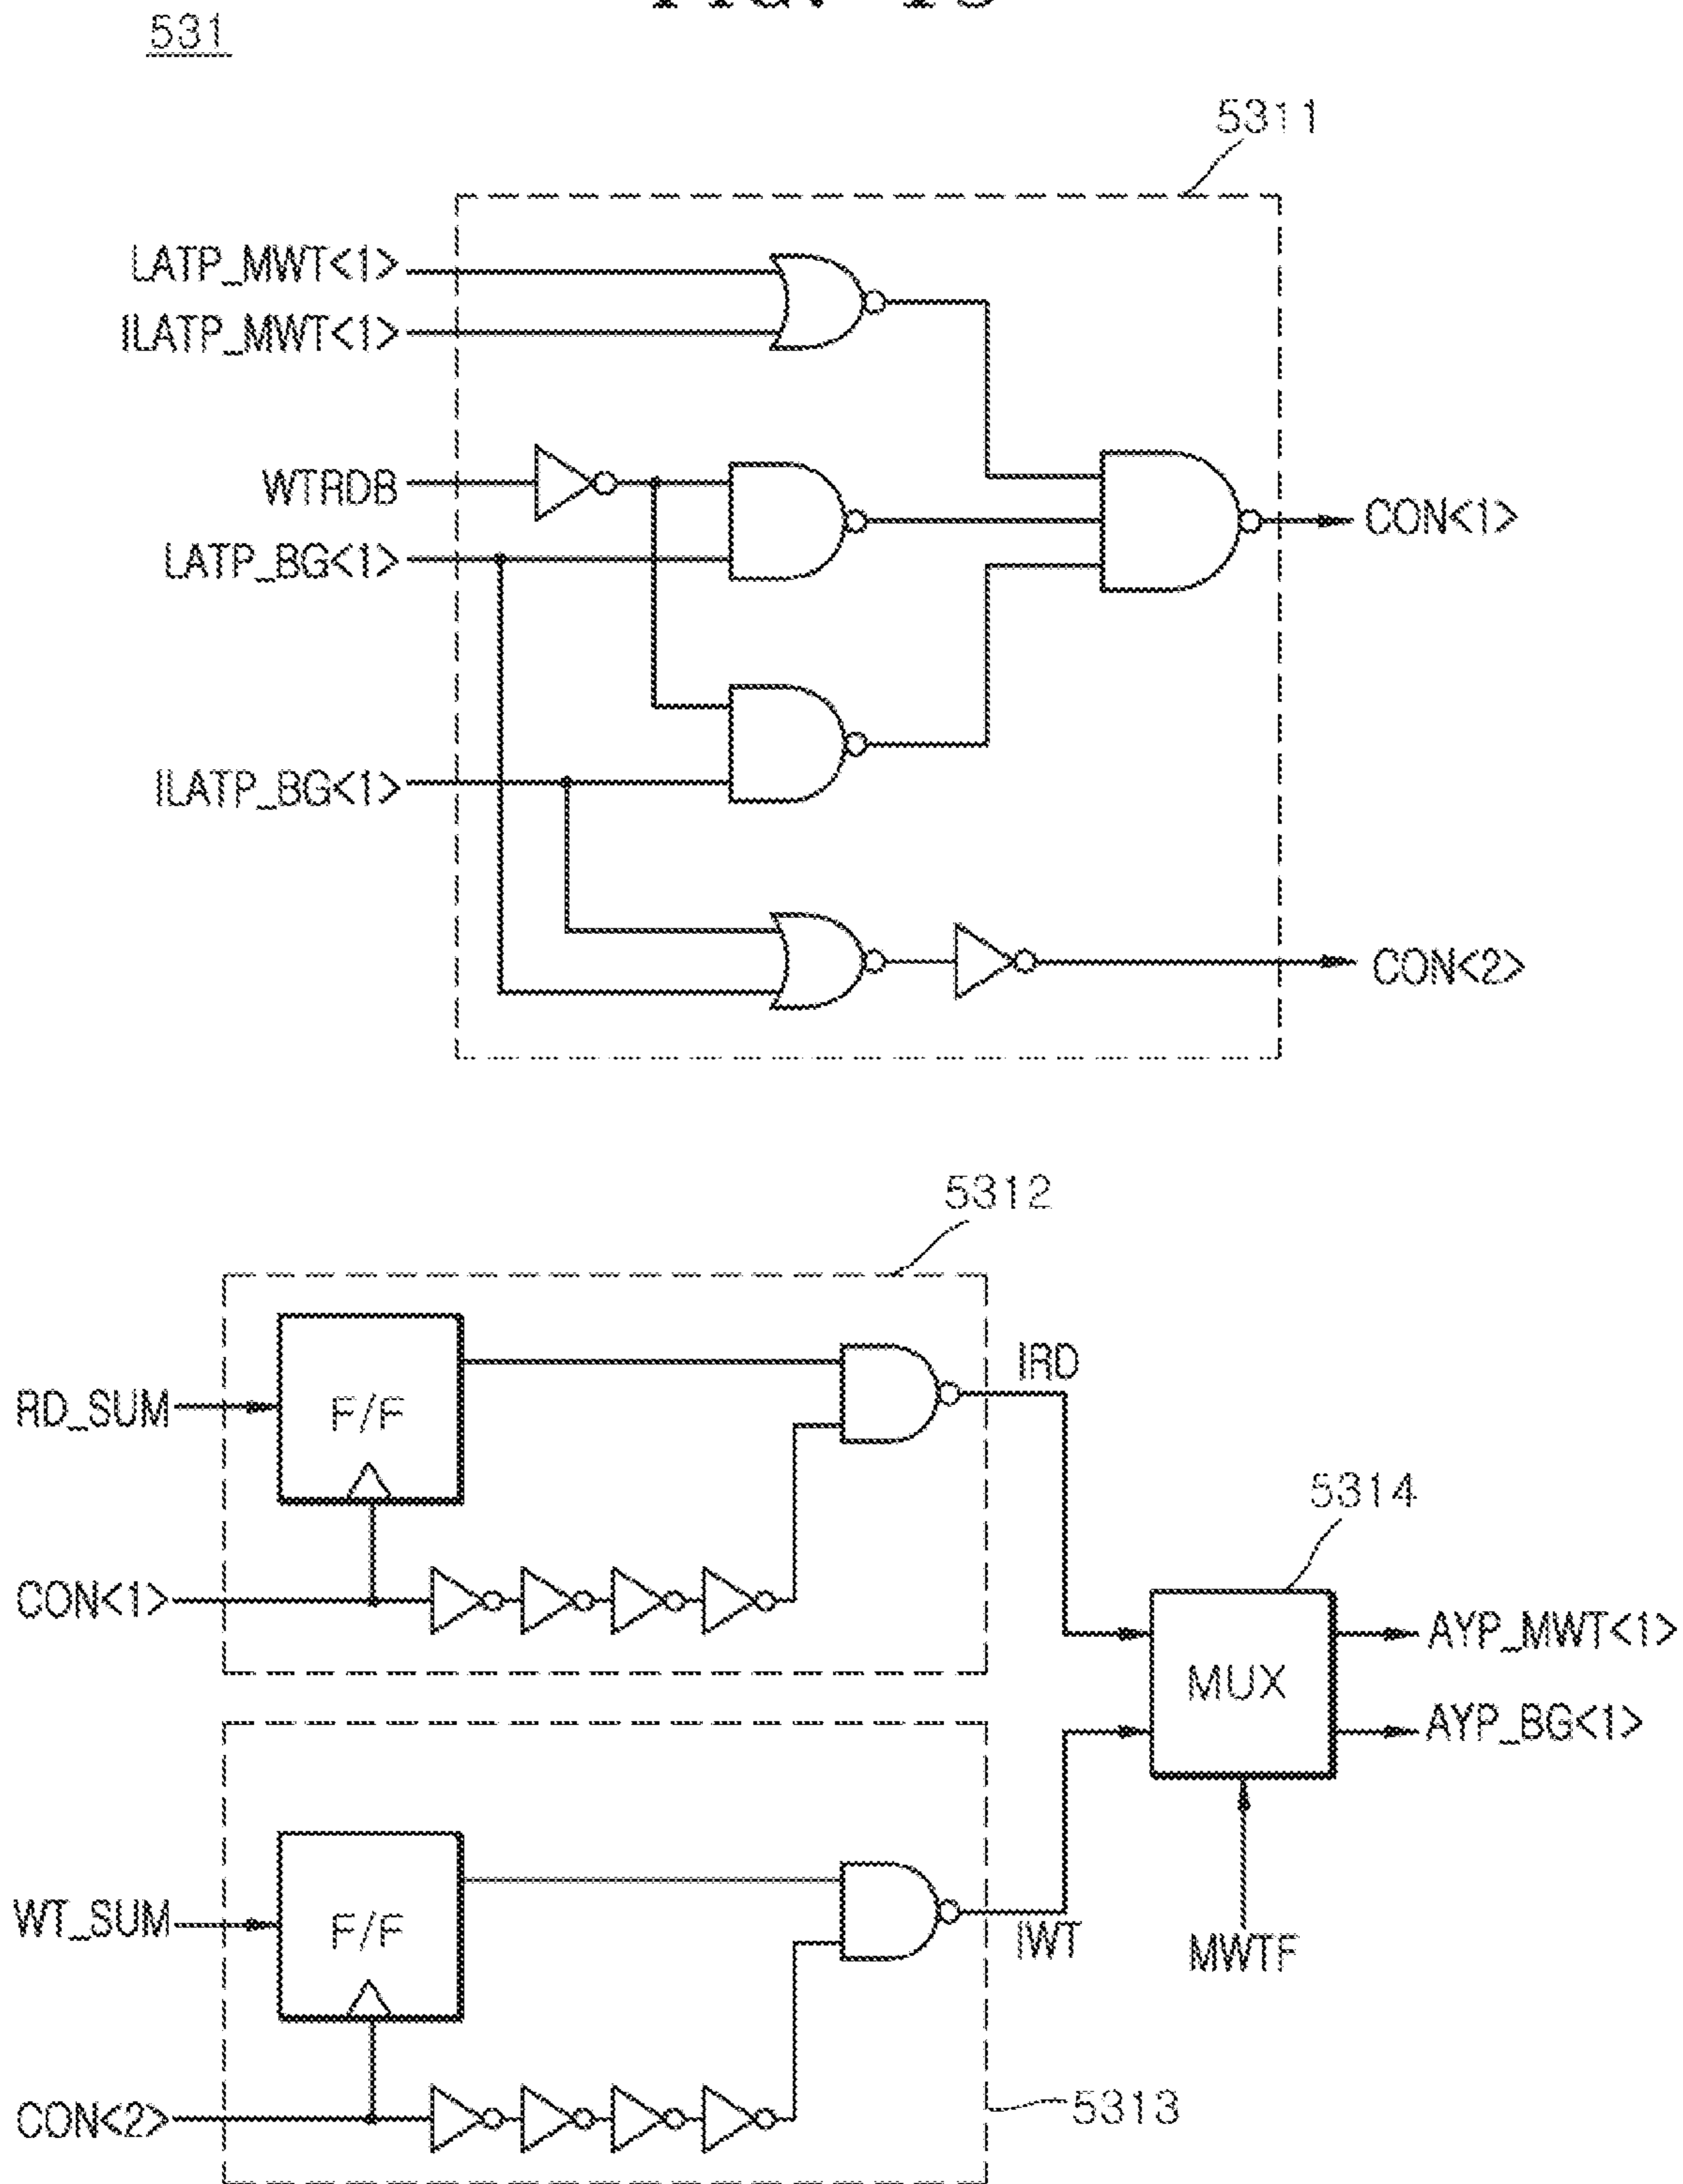 531
5311
LATP_MWT<1>
ILATP_MWT<1>
WTRDB
LATP_BG<1>
CON<1>
ILATP_BG<1>
CON<2>
5312
IRD
RD_SUM
F/F
5314
CON<1>
AYP_MWT<1>
MUX
AYP_BG<1>
WT_SUM
F/F
IWT
MWTF
CON<2>
5313